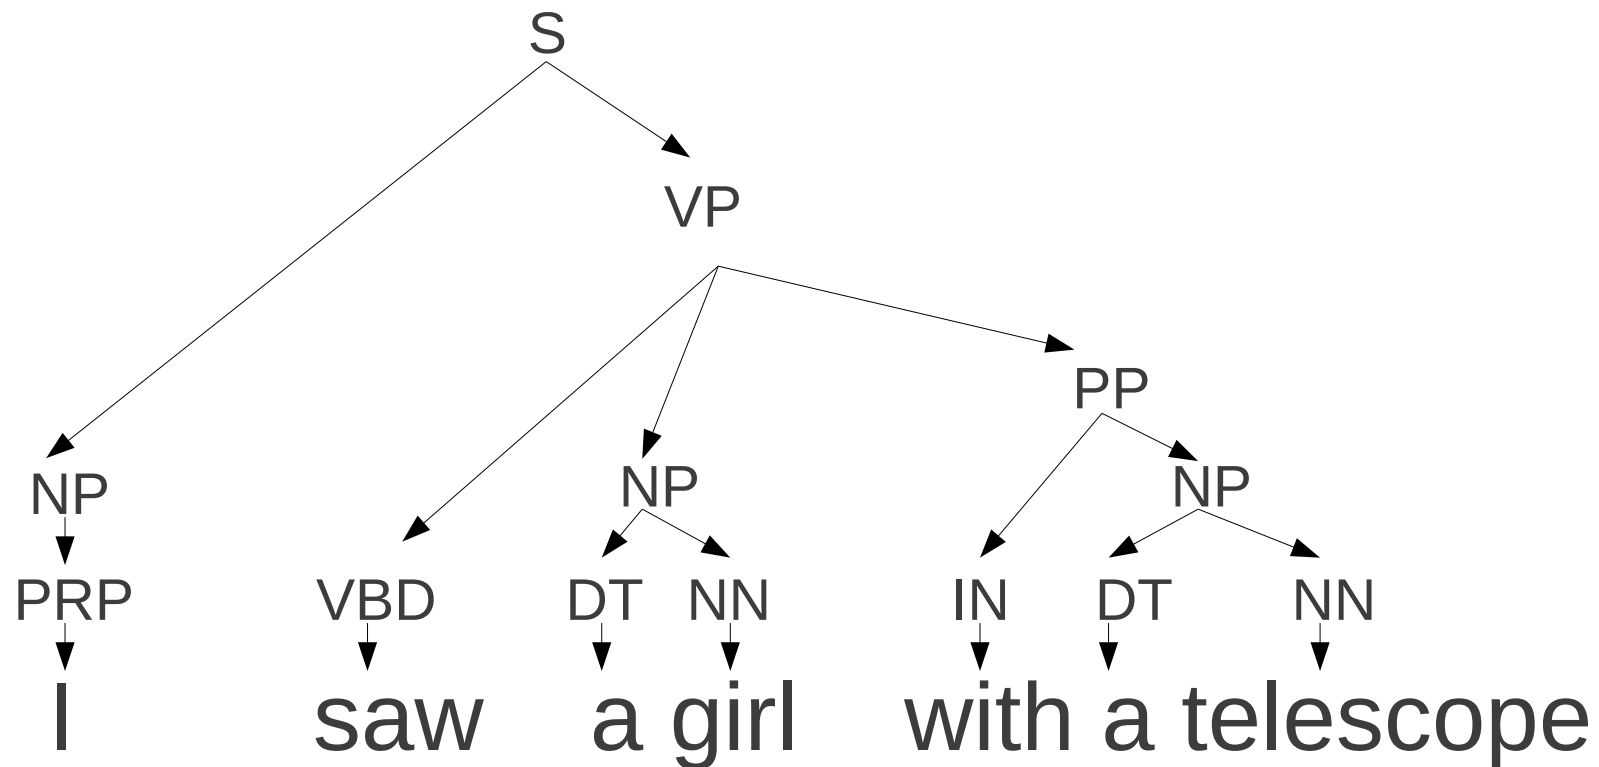 S
VP
PP
NP NP NP
PRP VBD DT NN IN DT NN
I saw a girl with a telescope